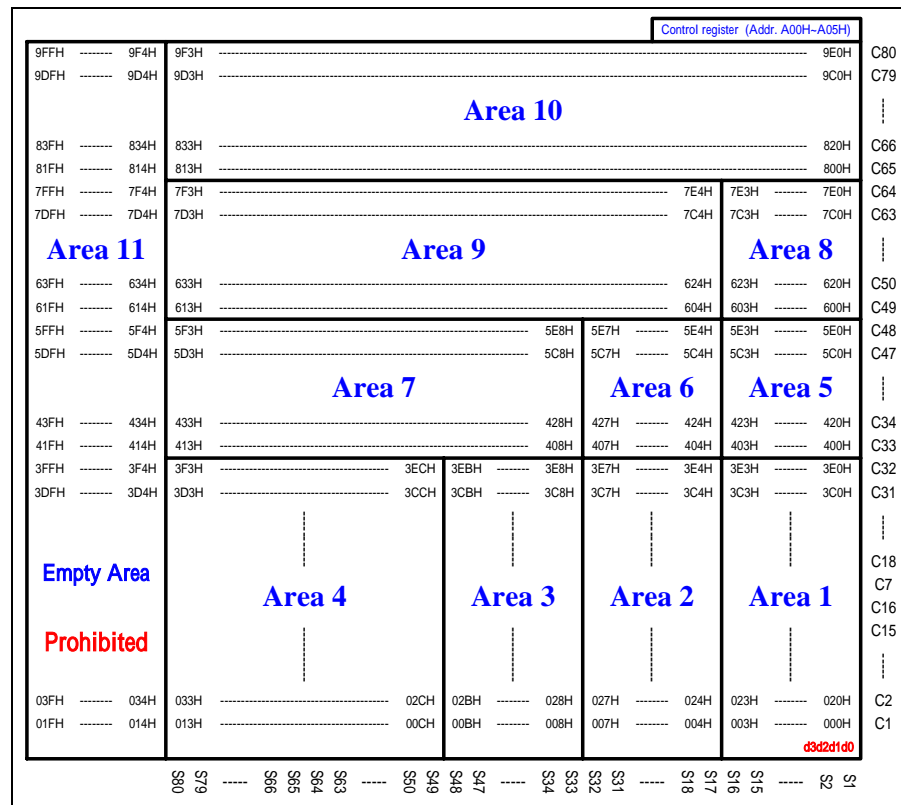 Control register (Addr. A00H~A05H)
9FFH -------- 9F4H 9F3H -------- 9E0H C80
9DFH -------- 9D4H 9D3H -------- 9C0H C79
Area 10
83FH -------- 834H 833H -------- 820H C66
81FH -------- 814H 813H -------- 800H C65
7FFH -------- 7F4H 7F3H -------- 7E4H 7E3H -------- 7E0H C64
7DFH -------- 7D4H 7D3H -------- 7C4H 7C3H -------- 7C0H C63
Area 11 Area 9 Area 8
63FH -------- 634H 633H -------- 624H 623H -------- 620H C50
61FH -------- 614H 613H -------- 604H 603H -------- 600H C49
5FFH -------- 5F4H 5F3H -------- 5E8H 5E7H -------- 5E4H 5E3H -------- 5E0H C48
5DFH -------- 5D4H 5D3H -------- 5C8H 5C7H -------- 5C4H 5C3H -------- 5C0H C47
Area 7 Area 6 Area 5
43FH -------- 434H 433H -------- 428H 427H -------- 424H 423H -------- 420H C34
41FH -------- 414H 413H -------- 408H 407H -------- 404H 403H -------- 400H C33
3FFH -------- 3F4H 3F3H -------- 3ECH 3EBH -------- 3E8H 3E7H -------- 3E4H 3E3H -------- 3E0H C32
3DFH -------- 3D4H 3D3H -------- 3CCH 3CBH -------- 3C8H 3C7H -------- 3C4H 3C3H -------- 3C0H C31
C18
Empty Area
C7
Area 4 Area 3 Area 2 Area 1
C16
C15
Prohibited
03FH -------- 034H 033H -------- 02CH 02BH -------- 028H 027H -------- 024H 023H -------- 020H C2
01FH -------- 014H 013H -------- 00CH 00BH -------- 008H 007H -------- 004H 003H -------- 000H C1
d3d2d1d0
S80 S79 ----- S66 S65 S64 S63 ----- S50 S49 S48 S47 ----- S34 S33 S32 S31 ----- S18 S17 S16 S15 ----- S2 S1